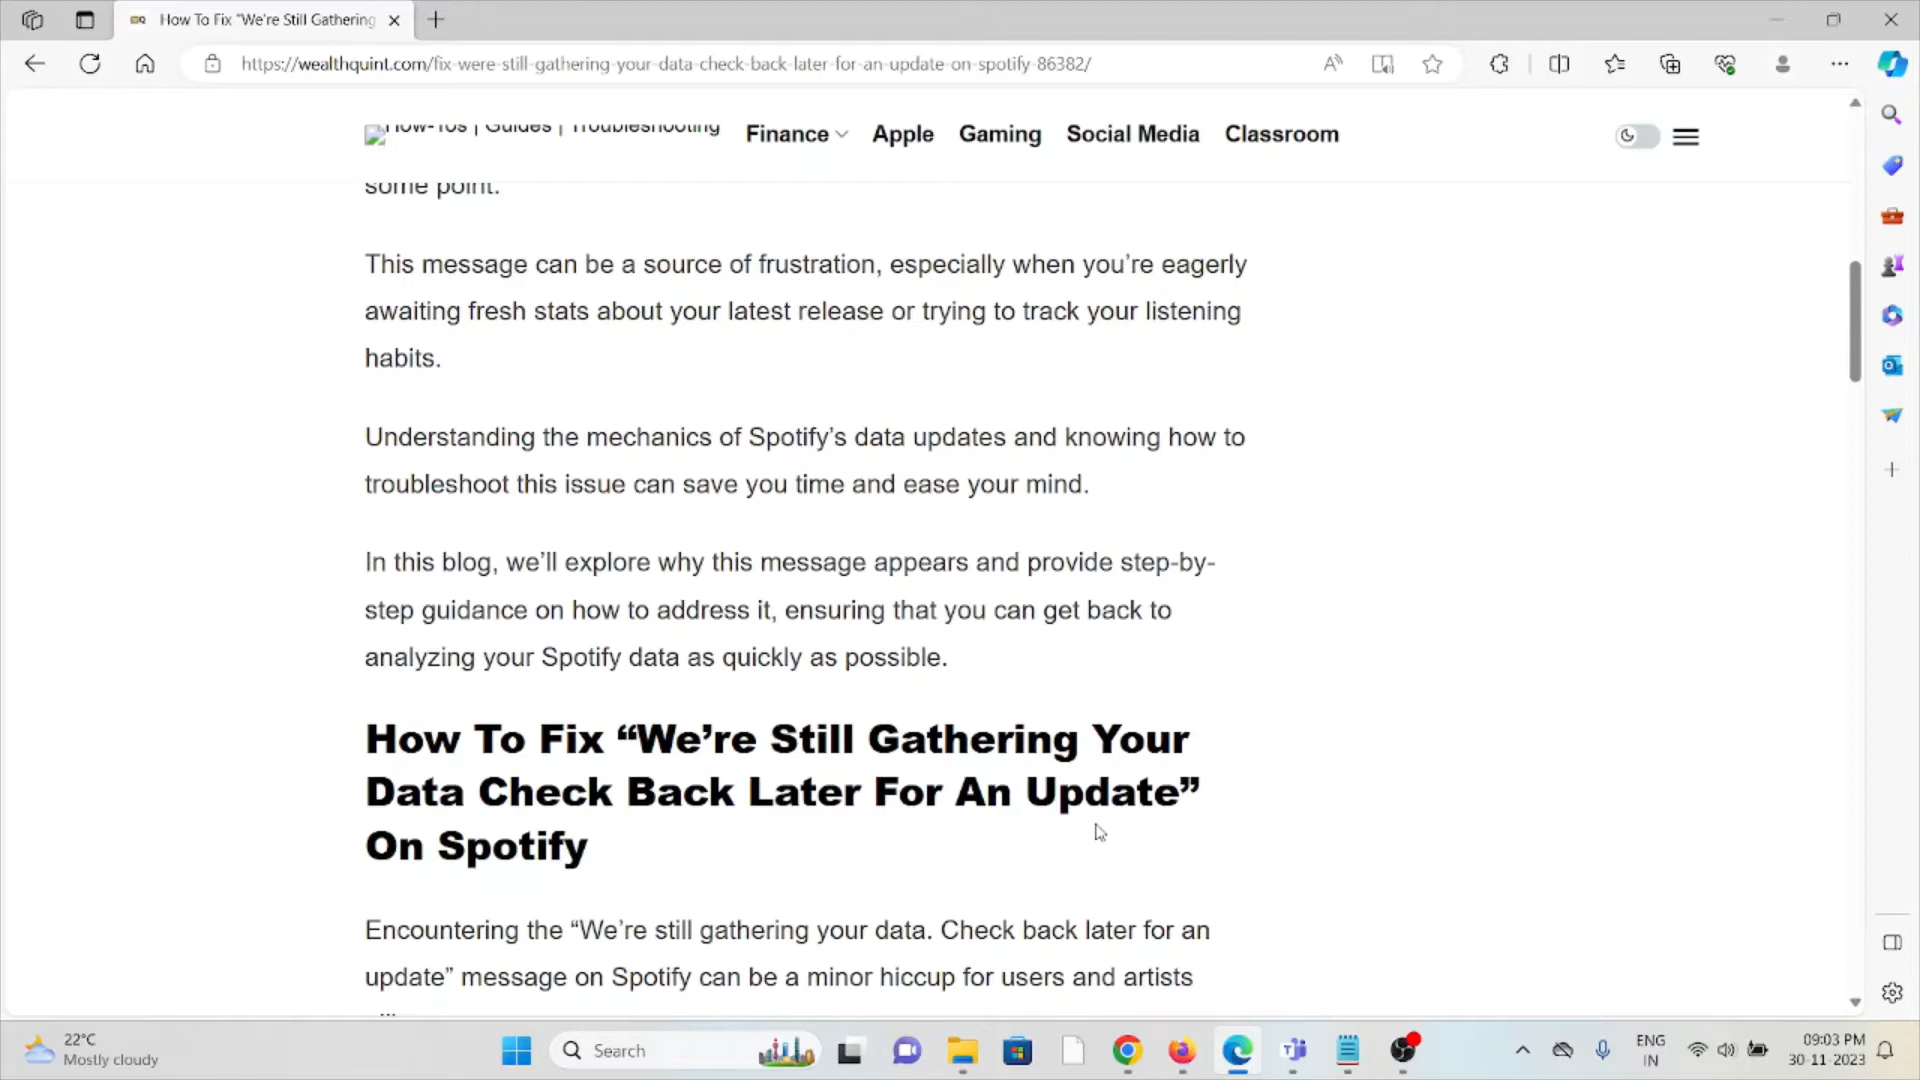 How To Fix "We're Still Gathering
https://wealthquint.com/fix-were-still-gathering-your-data-check-back-later-for-an-update-on-spotify-86382/
How-Tos | Guides | Troubleshooting
Finance
Apple
Gaming
Social Media
Classroom
some point.
This message can be a source of frustration, especially when you’re eagerly
awaiting fresh stats about your latest release or trying to track your listening
habits.
Understanding the mechanics of Spotify’s data updates and knowing how to
troubleshoot this issue can save you time and ease your mind.
In this blog, we’ll explore why this message appears and provide step-by-
step guidance on how to address it, ensuring that you can get back to
analyzing your Spotify data as quickly as possible.
How To Fix “We’re Still Gathering Your
Data Check Back Later For An Update”
On Spotify
Encountering the “We’re still gathering your data. Check back later for an
update” message on Spotify can be a minor hiccup for users and artists
22°C
Mostly cloudy
Search
ENG
IN
09:03 PM
30-11-2023